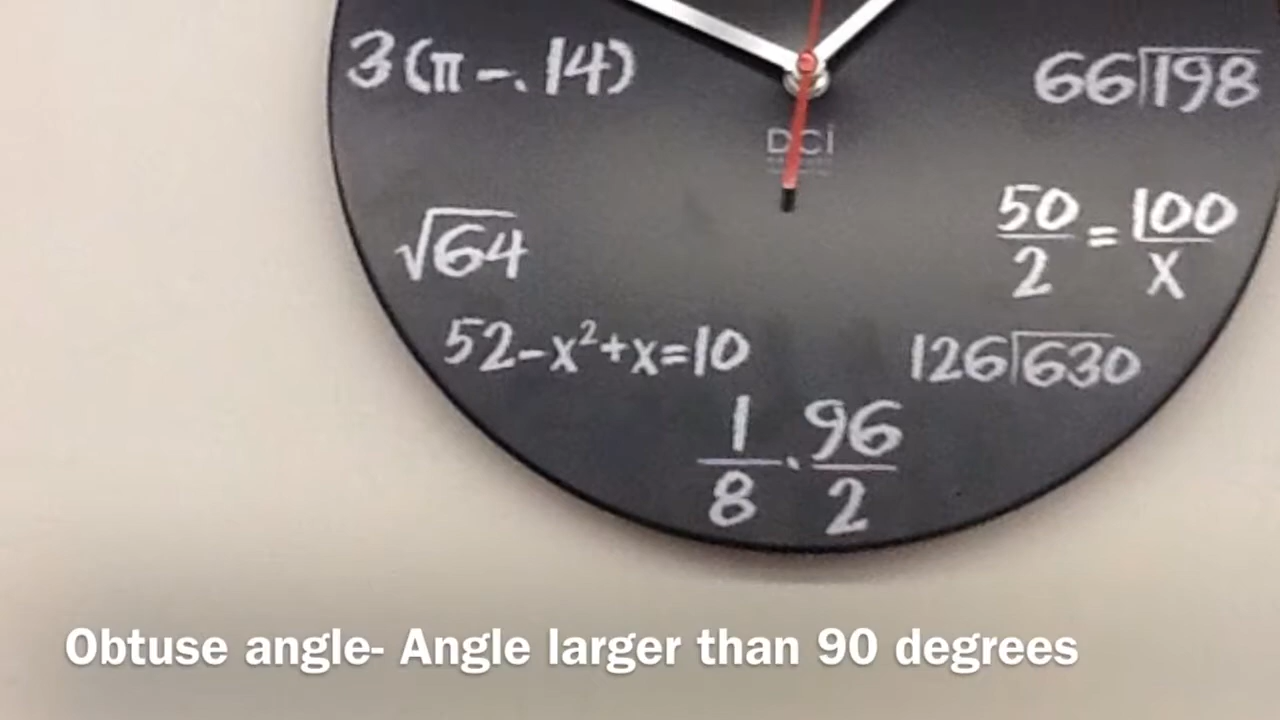 3(π-.14)
66⟌198
DCI
50/2 = 100/x
√64
52-x²+x=10
126⟌630
1/8 · 96/2
Obtuse angle- Angle larger than 90 degrees